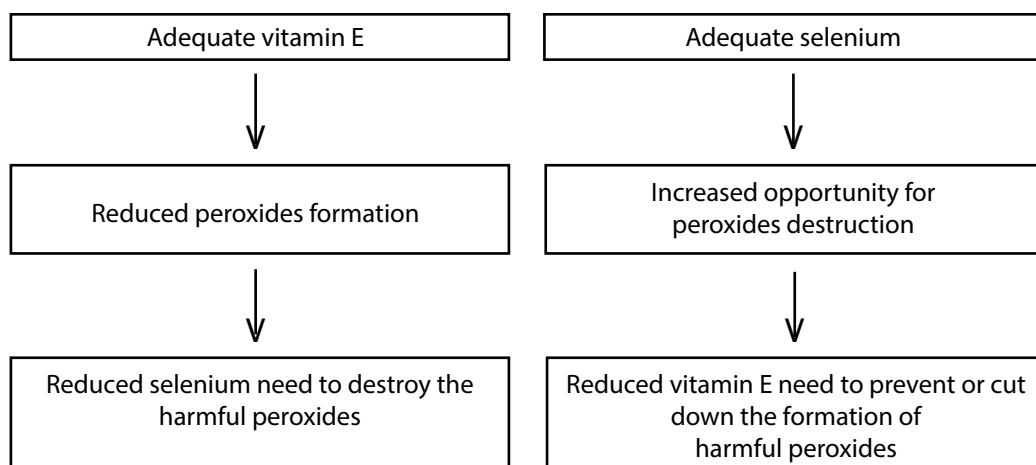 Adequate vitamin E
Adequate selenium
Reduced peroxides formation
Increased opportunity for
peroxides destruction
Reduced selenium need to destroy the
harmful peroxides
Reduced vitamin E need to prevent or cut
down the formation of
harmful peroxides